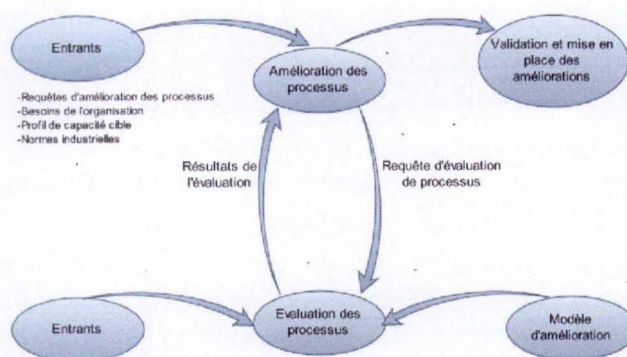 Entrants
Amélioration des
processus
Validation et mise en
place des
améliorations
-Requêtes d'amélioration des processus
-Besoins de l'organisation
-Profil de capacité cible
-Normes industrielles
Résultats de
l'évaluation
Requête d'évaluation
de processus
Entrants
Evaluation des
processus
Modèle
d'amélioration